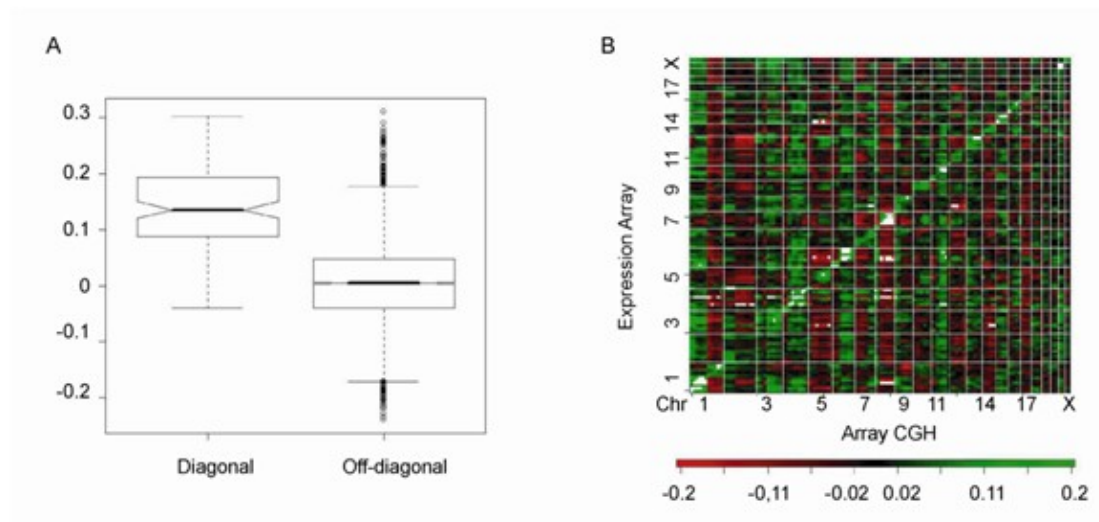 A
0.3
0.2
0.1
0
-0.1
-0.2
Diagonal Off-diagonal
B
Expression Array
X
17
14
11
9
7
5
3
1
Chr 1 3 5 7 9 11 14 17 X
Array CGH
-0.2 -0,11 -0.02 0.02 0.11 0.2